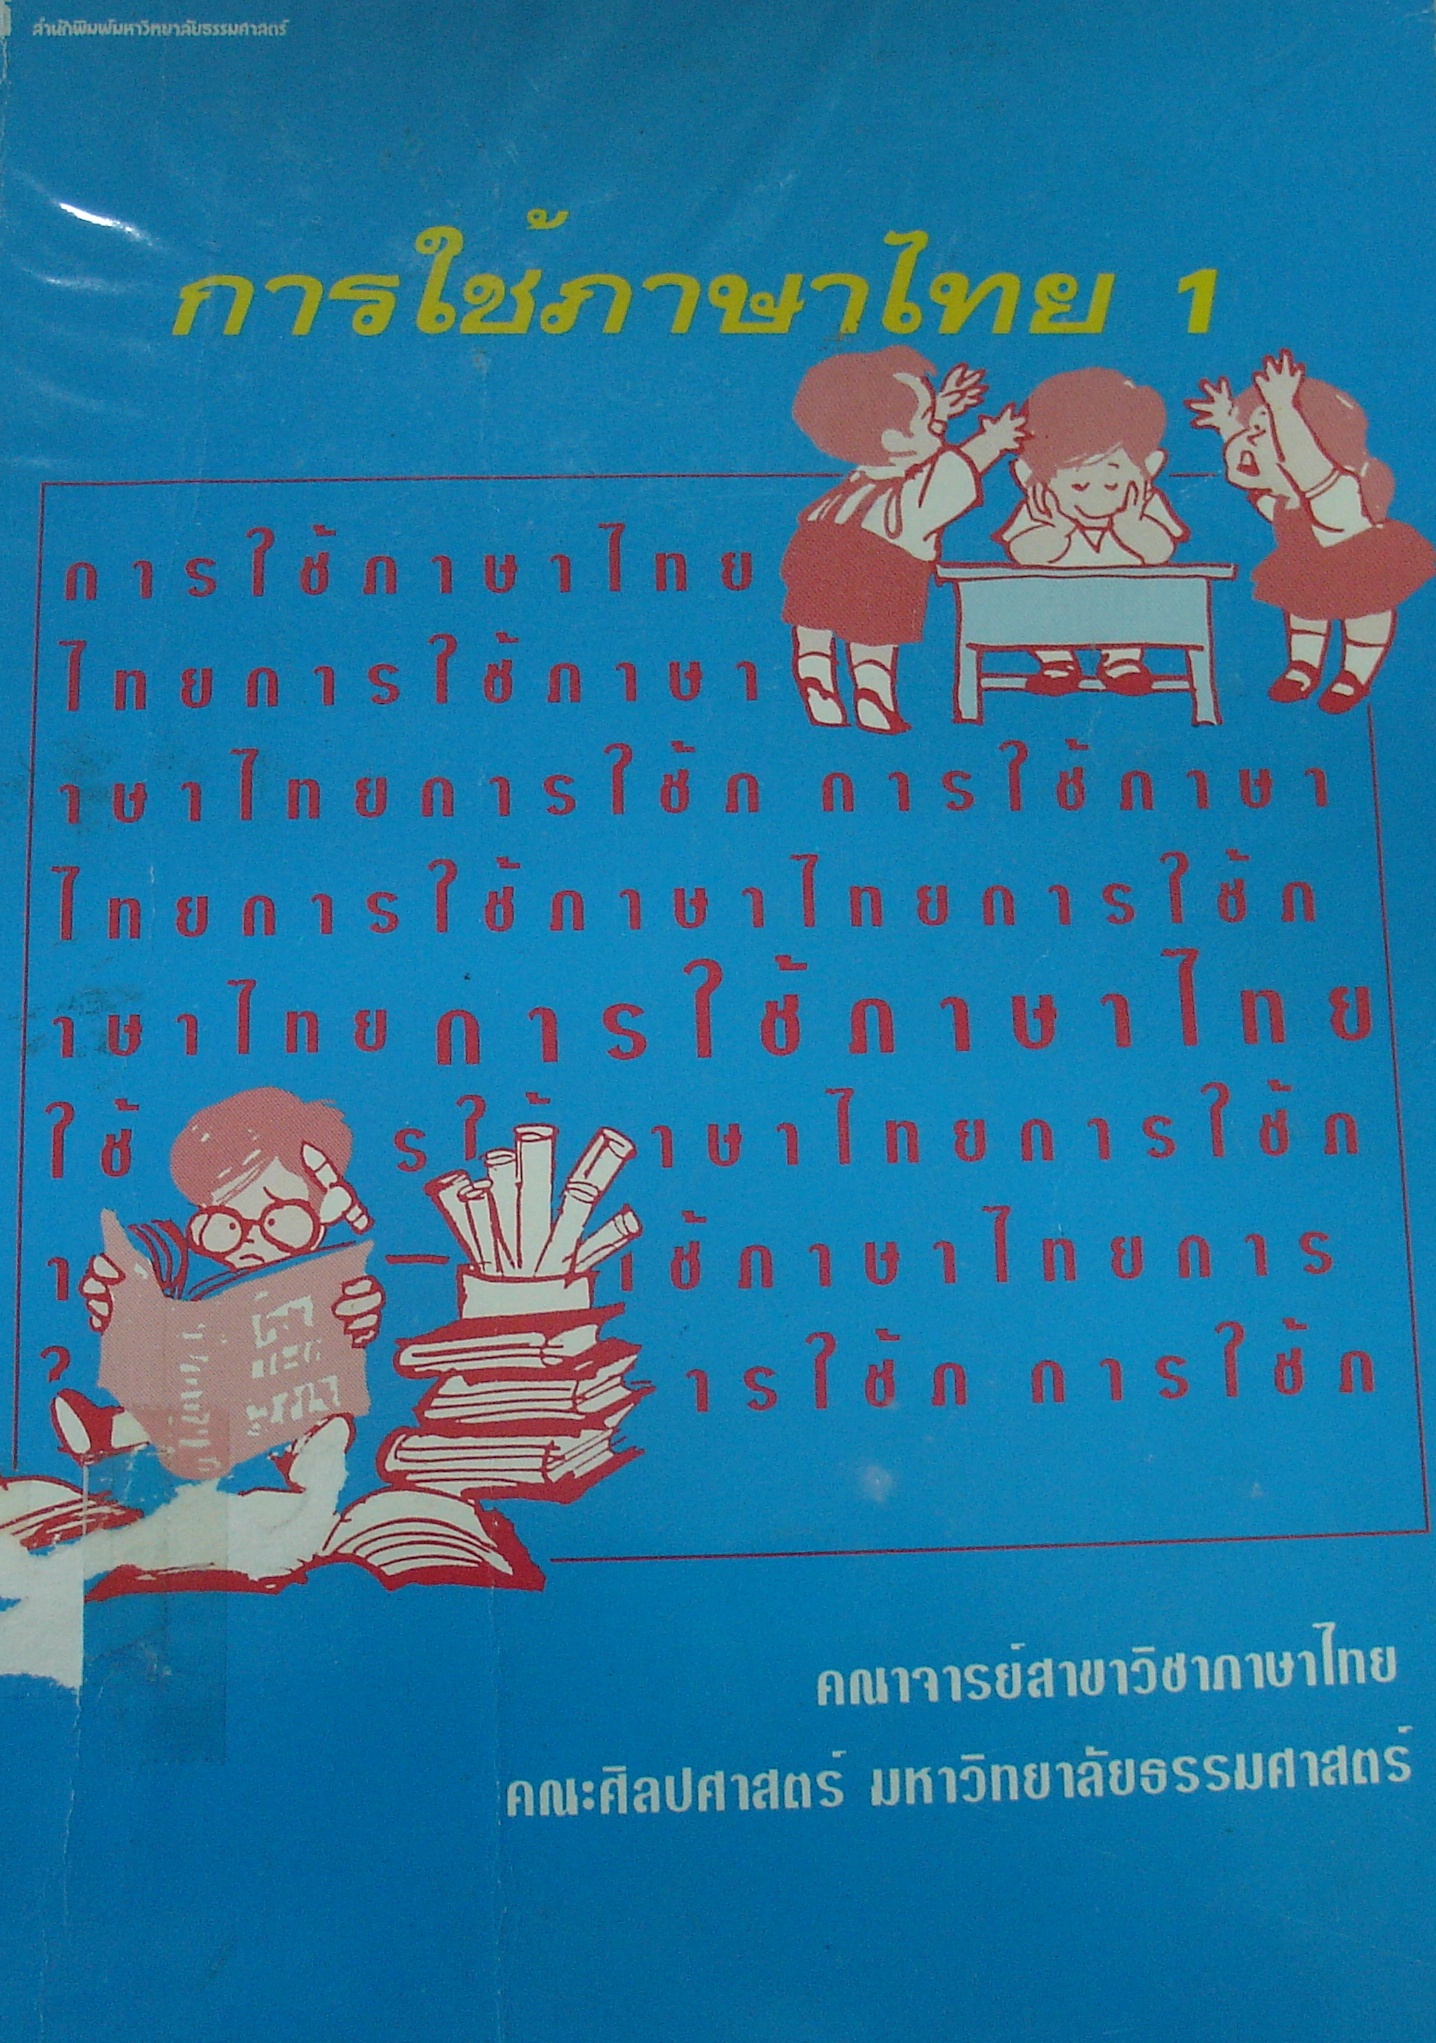 สำนักพิมพ์มหาวิทยาลัยธรรมศาสตร์
การใช้ภาษาไทย 1
การใช้ภาษาไทย
ไทยการใช้ภาษา
าษาไทยการใช้ภ การใช้ภาษา
ไทยการใช้ภาษาไทยการใช้ภ
าษาไทยการใช้ภาษาไทย
ใช้ รใ าษาไทยการใช้ภ
า ใช้ภาษาไทยการ
ารใช้ภ การใช้ภ
คณาจารย์สาขาวิชาภาษาไทย
คณะศิลปศาสตร์ มหาวิทยาลัยธรรมศาสตร์